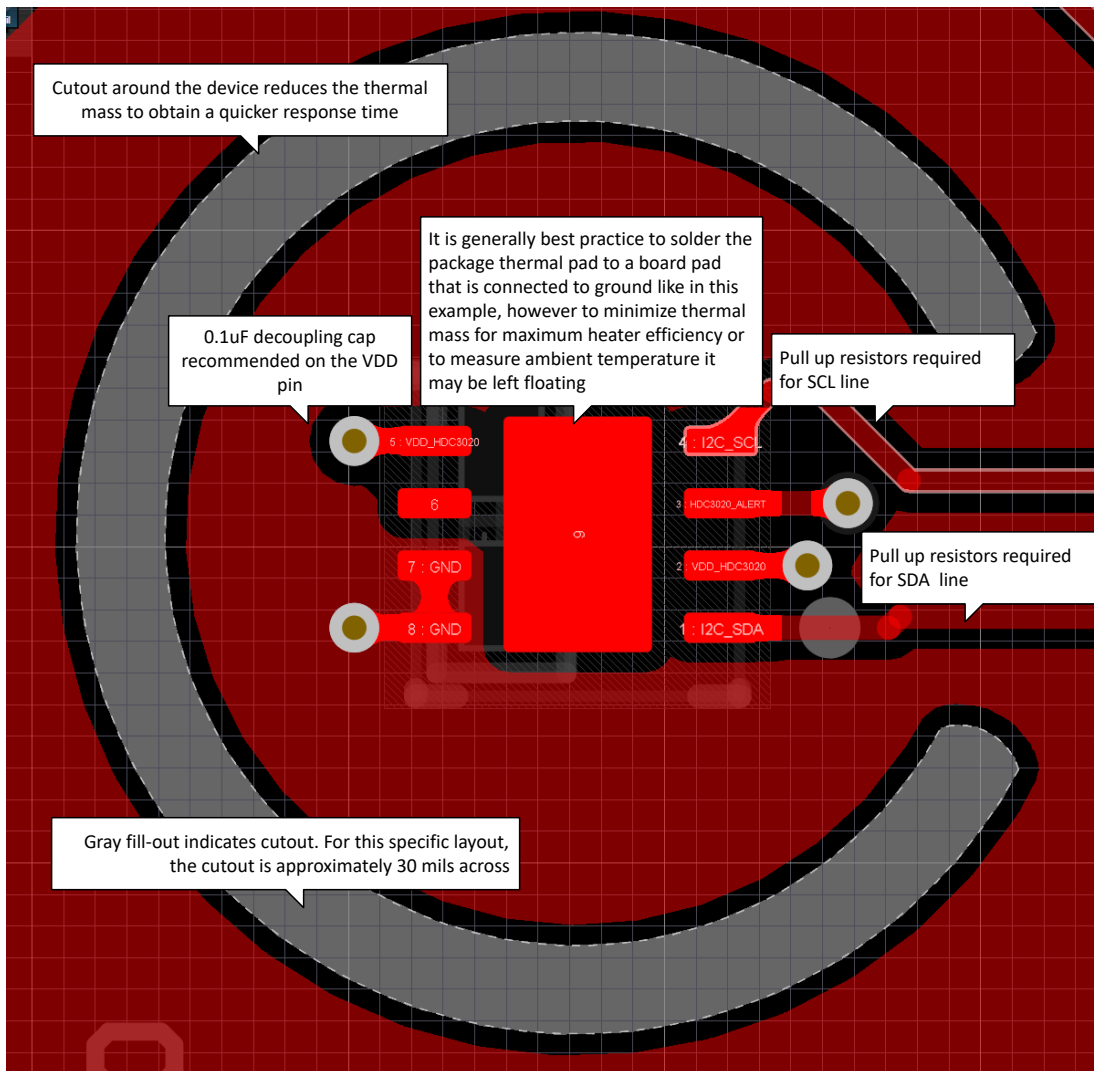 Cutout around the device reduces the thermal
mass to obtain a quicker response time
It is generally best practice to solder the
package thermal pad to a board pad
that is connected to ground like in this
example, however to minimize thermal
mass for maximum heater efficiency or
to measure ambient temperature it
may be left floating
0.1uF decoupling cap
recommended on the VDD
pin
Pull up resistors required
for SCL line
5 : VDD_HDC3020
4 : I2C_SCL
6
3 : HDC3020_ALERT
9
7 : GND
2 : VDD_HDC3020
Pull up resistors required
for SDA line
8 : GND
1 : I2C_SDA
Gray fill-out indicates cutout. For this specific layout,
the cutout is approximately 30 mils across